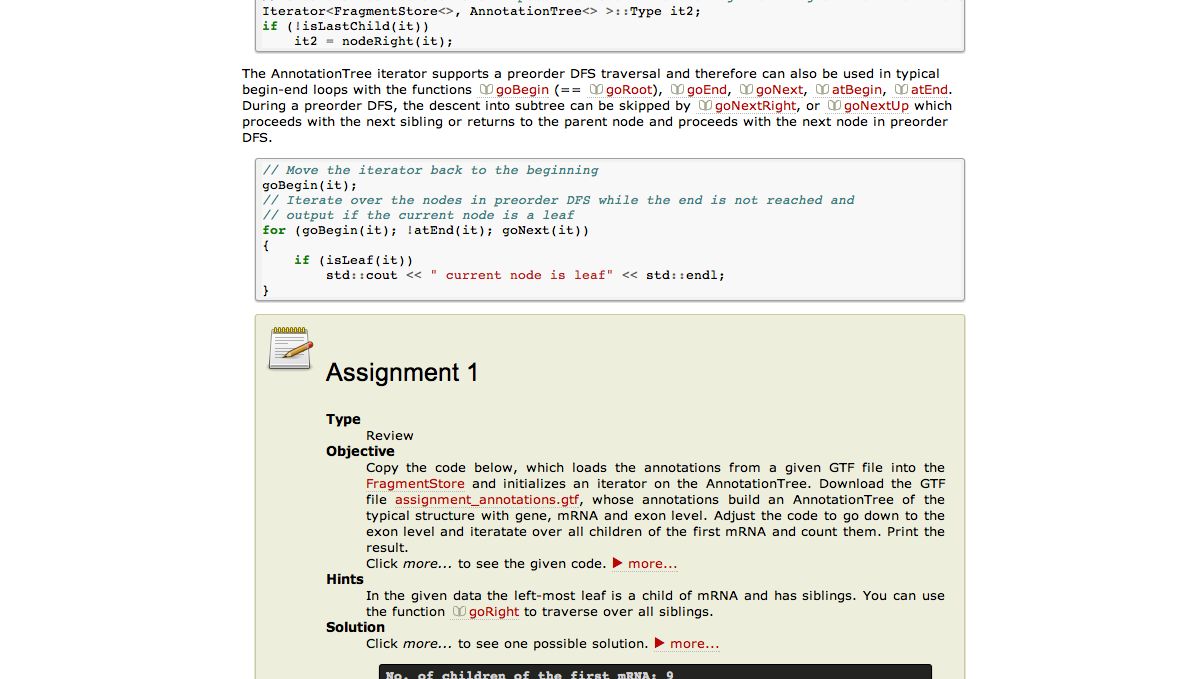 Iterator<FragmentStore<>, AnnotationTree<> >::Type it2;
if (!isLastChild(it))
    it2 = nodeRight(it);
The AnnotationTree iterator supports a preorder DFS traversal and therefore can also be used in typical
begin-end loops with the functions goBegin (== goRoot), goEnd, goNext, atBegin, atEnd.
During a preorder DFS, the descent into subtree can be skipped by goNextRight, or goNextUp which
proceeds with the next sibling or returns to the parent node and proceeds with the next node in preorder
DFS.
// Move the iterator back to the beginning
goBegin(it);
// Iterate over the nodes in preorder DFS while the end is not reached and
// output if the current node is a leaf
for (goBegin(it); !atEnd(it); goNext(it))
{
    if (isLeaf(it))
        std::cout << " current node is leaf" << std::endl;
}
Assignment 1
Type
Review
Objective
Copy the code below, which loads the annotations from a given GTF file into the
FragmentStore and initializes an iterator on the AnnotationTree. Download the GTF
file assignment_annotations.gtf, whose annotations build an AnnotationTree of the
typical structure with gene, mRNA and exon level. Adjust the code to go down to the
exon level and iteratate over all children of the first mRNA and count them. Print the
result.
Click more... to see the given code. more...
Hints
In the given data the left-most leaf is a child of mRNA and has siblings. You can use
the function goRight to traverse over all siblings.
Solution
Click more... to see one possible solution. more...
No. of children of the first mRNA: 9